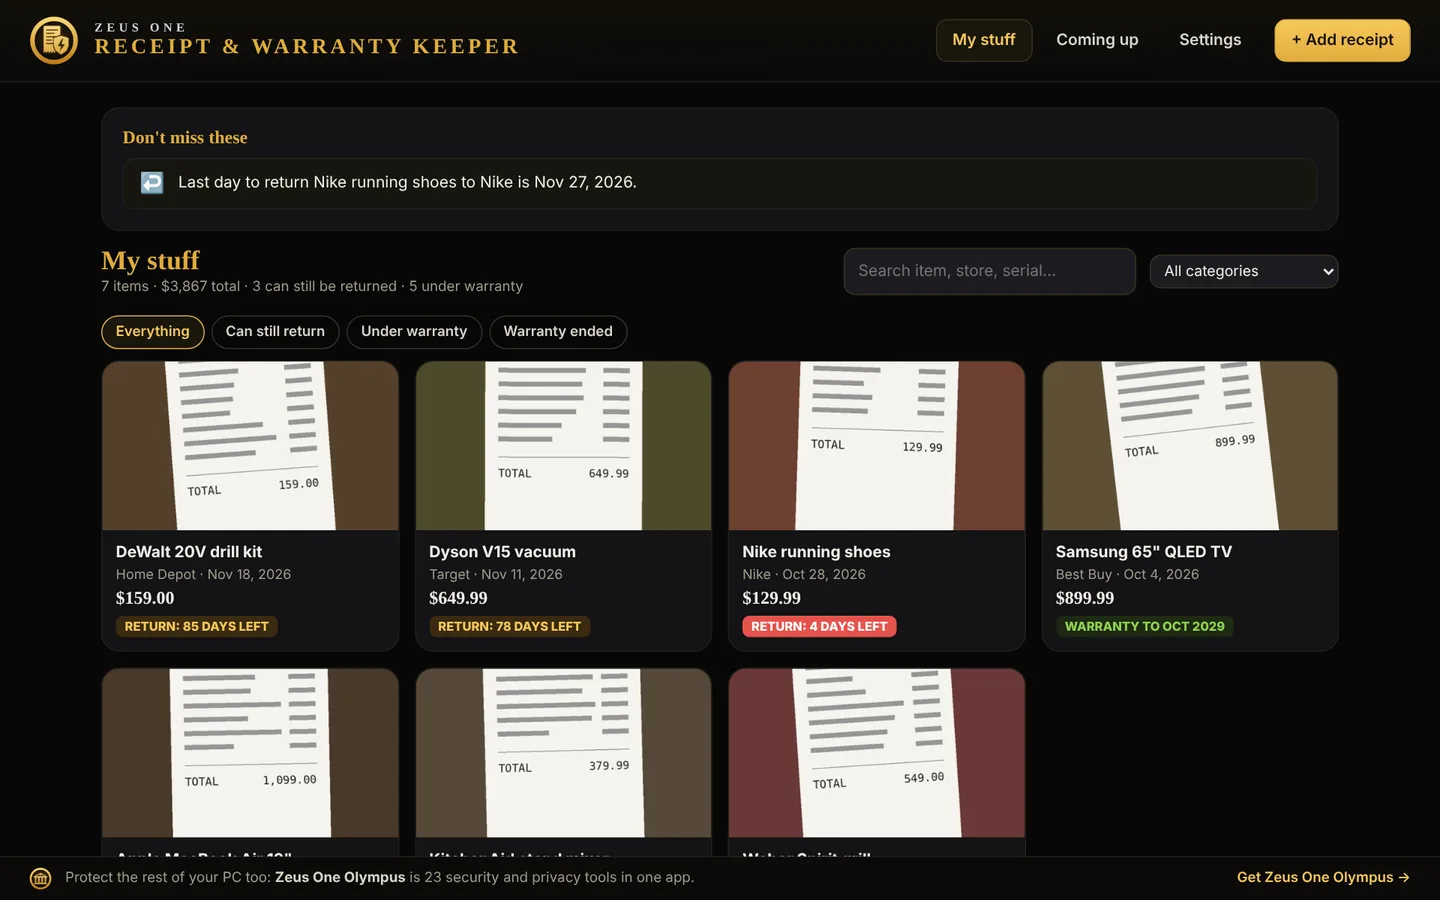 ZEUS ONE
RECEIPT & WARRANTY KEEPER
My stuff
Coming up
Settings
+ Add receipt
Don't miss these
Last day to return Nike running shoes to Nike is Nov 27, 2026.
My stuff
7 items · $3,867 total · 3 can still be returned · 5 under warranty
Search item, store, serial...
All categories
Everything
Can still return
Under warranty
Warranty ended
TOTAL 159.00
DeWalt 20V drill kit
Home Depot · Nov 18, 2026
$159.00
RETURN: 85 DAYS LEFT
TOTAL 649.99
Dyson V15 vacuum
Target · Nov 11, 2026
$649.99
RETURN: 78 DAYS LEFT
TOTAL 129.99
Nike running shoes
Nike · Oct 28, 2026
$129.99
RETURN: 4 DAYS LEFT
TOTAL 899.99
Samsung 65" QLED TV
Best Buy · Oct 4, 2026
$899.99
WARRANTY TO OCT 2029
TOTAL 1,099.00
TOTAL 379.99
TOTAL 549.00
Protect the rest of your PC too: Zeus One Olympus is 23 security and privacy tools in one app.
Get Zeus One Olympus →